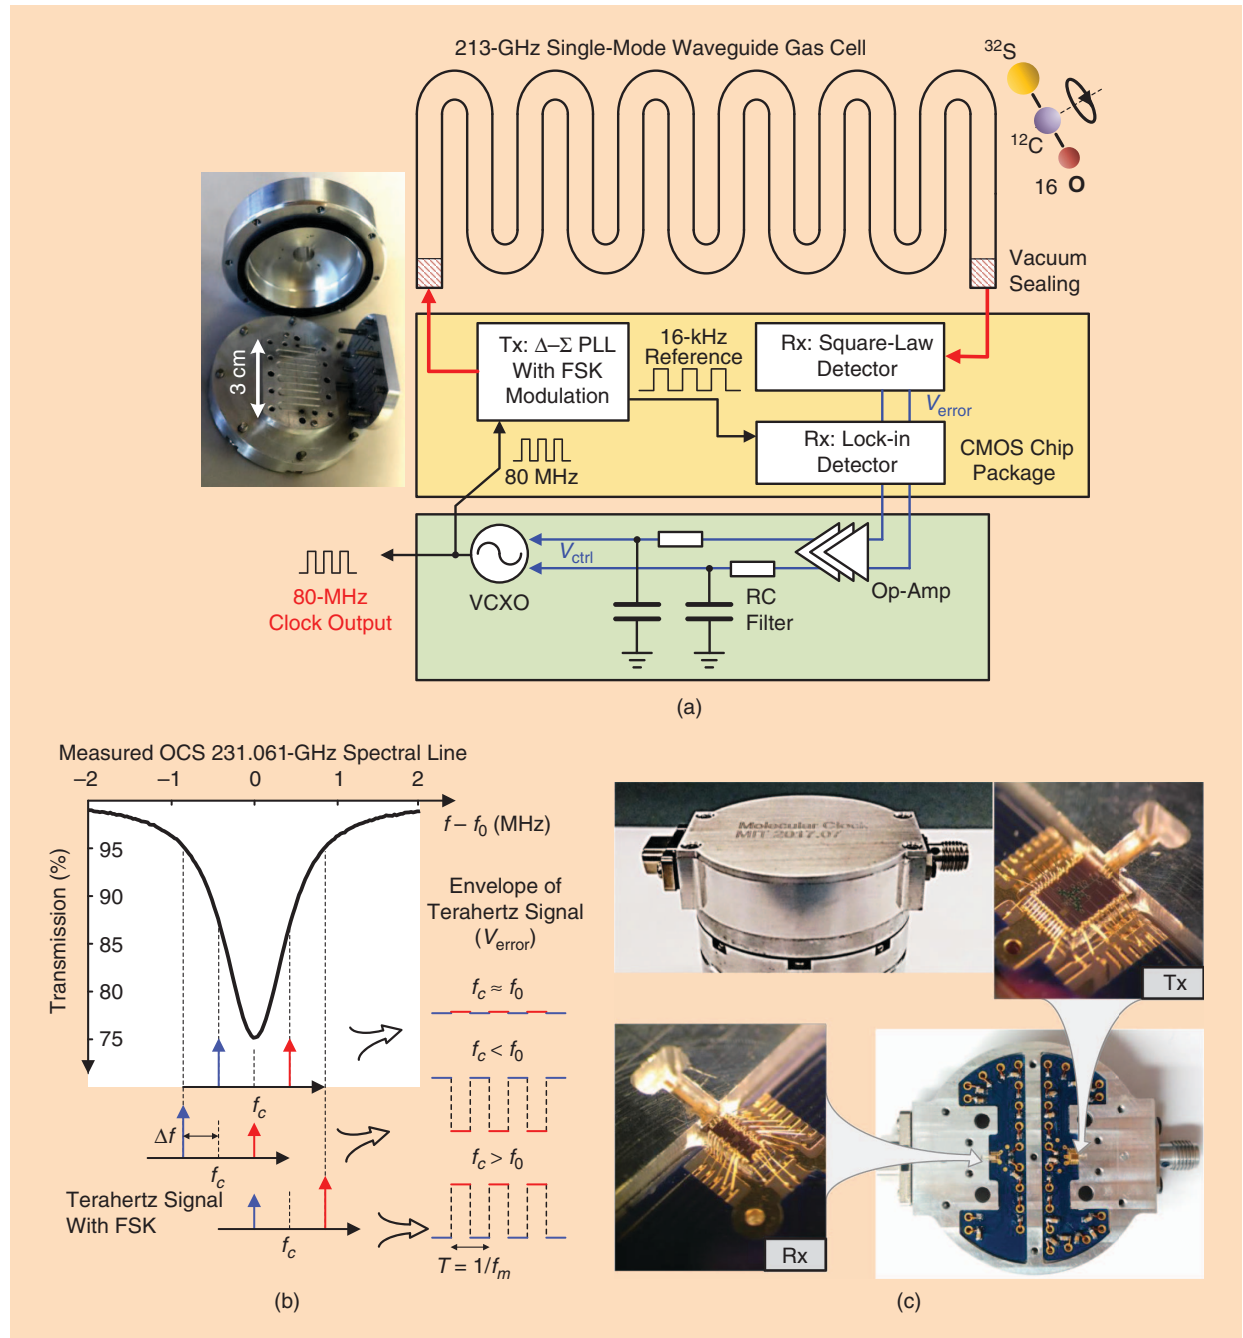 213-GHz Single-Mode Waveguide Gas Cell
32S
12C
16 O
Vacuum
Sealing
3 cm
Tx: Δ–Σ PLL
With FSK
Modulation
16-kHz
Reference
Rx: Square-Law
Detector
Verror
Rx: Lock-in
Detector
CMOS Chip
Package
80 MHz
80-MHz
Clock Output
VCXO
Vctrl
RC
Filter
Op-Amp
(a)
Measured OCS 231.061-GHz Spectral Line
–2 –1 0 1 2
f – f0 (MHz)
Transmission (%)
95
90
85
80
75
Envelope of
Terahertz Signal
(Verror)
fc ≈ f0
fc < f0
fc > f0
T = 1/fm
fc
Δf
fc
fc
Terahertz Signal
With FSK
(b)
Molecular Clock
MIT 2017.07
Tx
Rx
(c)